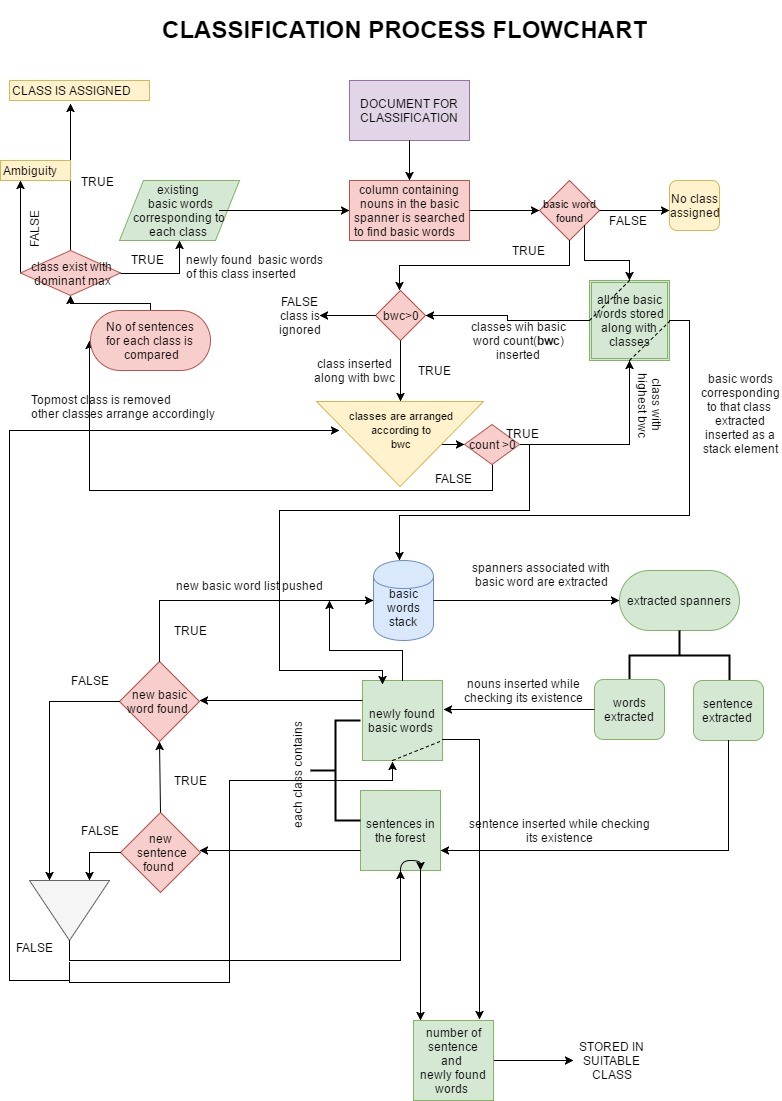 CLASSIFICATION PROCESS FLOWCHART
CLASS IS ASSIGNED
DOCUMENT FOR
CLASSIFICATION
Ambiguity
TRUE
FALSE
existing
basic words
corresponding to
each class
column containing
nouns in the basic
spanner is searched
to find basic words
basic word
found
FALSE
No class
assigned
TRUE
class exist with
dominant max
TRUE
newly found basic words
of this class inserted
No of sentences
for each class is
compared
FALSE
class is
ignored
bwc>0
classes wih basic
word count(bwc)
inserted
all the basic
words stored
along with
classes
class inserted
along with bwc
TRUE
Topmost class is removed
other classes arrange accordingly
classes are arranged
according to
bwc
count >0
TRUE
FALSE
class with
highest bwc
basic words
corresponding
to that class
extracted
inserted as a
stack element
new basic word list pushed
basic
words
stack
spanners associated with
basic word are extracted
extracted spanners
TRUE
FALSE
new basic
word found
newly found
basic words
nouns inserted while
checking its existence
words
extracted
sentence
extracted
each class contains
TRUE
FALSE
new
sentence
found
sentences in
the forest
sentence inserted while checking
its existence
FALSE
number of
sentence
and
newly found
words
STORED IN
SUITABLE
CLASS